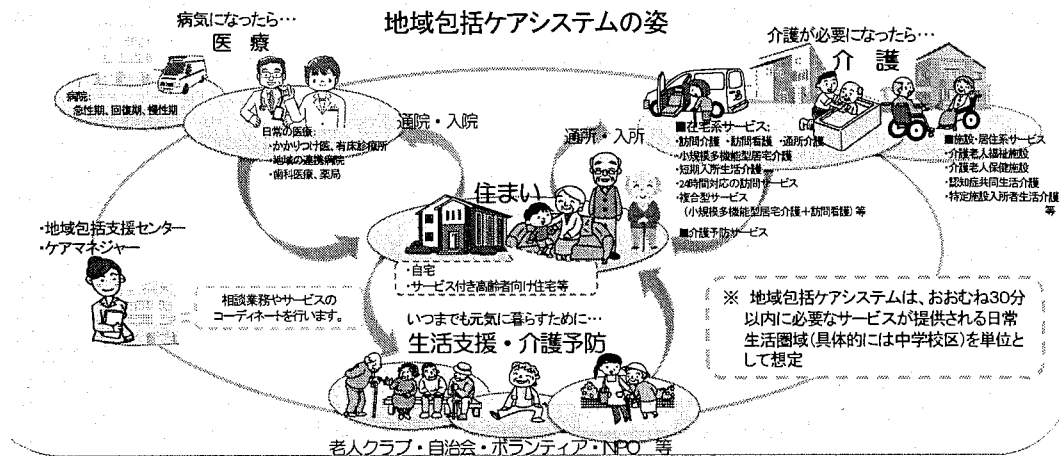 地域包括ケアシステムの姿
病気になったら…
医 療
病院:
急性期、回復期、慢性期
日常の医療:
・かかりつけ医、有床診療所
・地域の連携病院
・歯科医療、薬局
通院・入院
通所・入所
介護が必要になったら…
介 護
■在宅系サービス:
・訪問介護 ・訪問看護 ・通所介護
・小規模多機能型居宅介護
・短期入所生活介護
・24時間対応の訪問サービス
・複合型サービス
(小規模多機能型居宅介護+訪問看護)等
■介護予防サービス
■施設・居住系サービス
・介護老人福祉施設
・介護老人保健施設
・認知症共同生活介護
・特定施設入所者生活介護
等
住まい
・自宅
・サービス付き高齢者向け住宅等
・地域包括支援センター
・ケアマネジャー
相談業務やサービスの
コーディネートを行います。
いつまでも元気に暮らすために…
生活支援・介護予防
老人クラブ・自治会・ボランティア・NPO 等
※ 地域包括ケアシステムは、おおむね30分
以内に必要なサービスが提供される日常
生活圏域(具体的には中学校区)を単位と
して想定